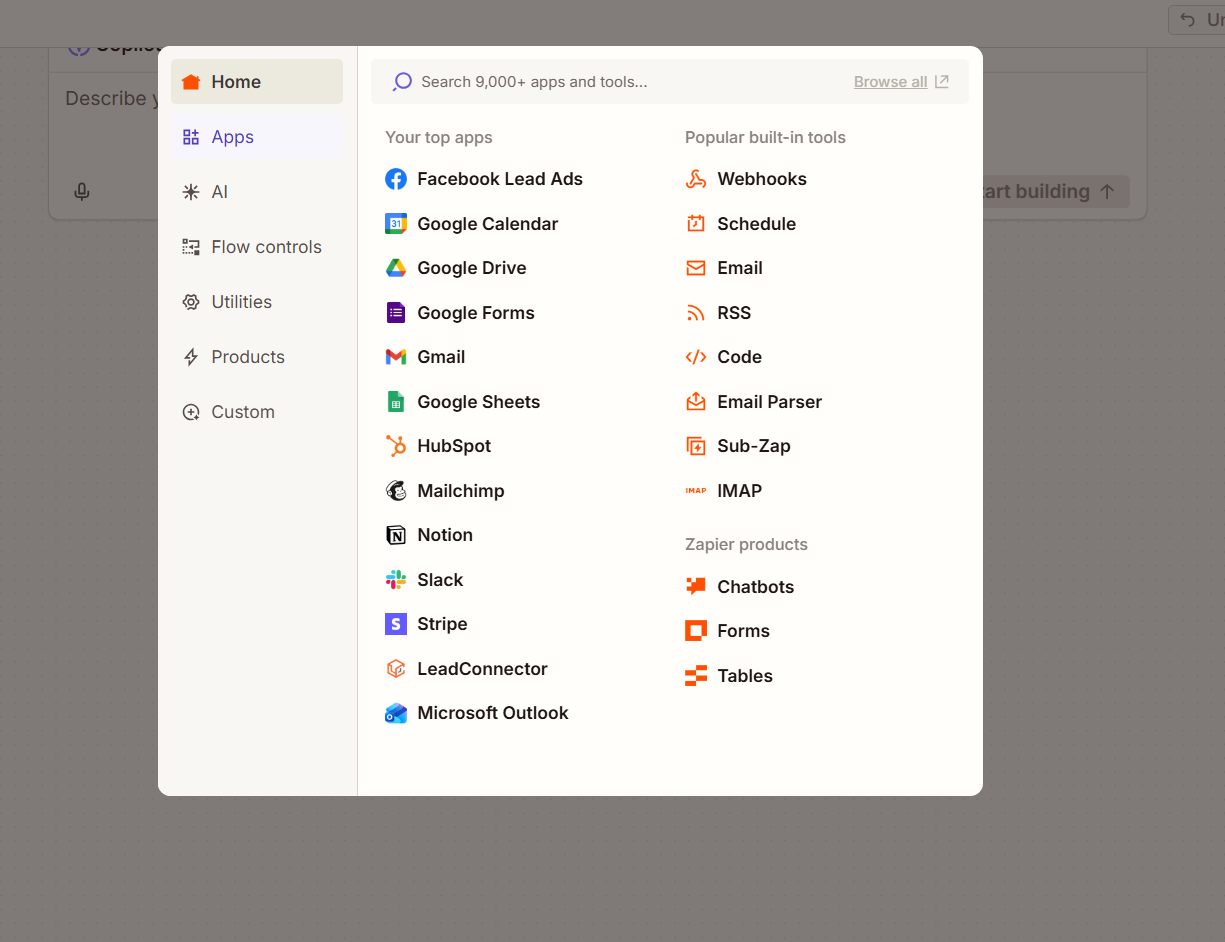 Home
Apps
AI
Flow controls
Utilities
Products
Custom
Search 9,000+ apps and tools...
Browse all
Your top apps
Facebook Lead Ads
Google Calendar
31
Google Drive
Google Forms
Gmail
Google Sheets
HubSpot
Mailchimp
Notion
Slack
Stripe
LeadConnector
Microsoft Outlook
Popular built-in tools
Webhooks
Schedule
Email
RSS
Code
Email Parser
Sub-Zap
IMAP
IMAP
Zapier products
Chatbots
Forms
Tables
Describe
building